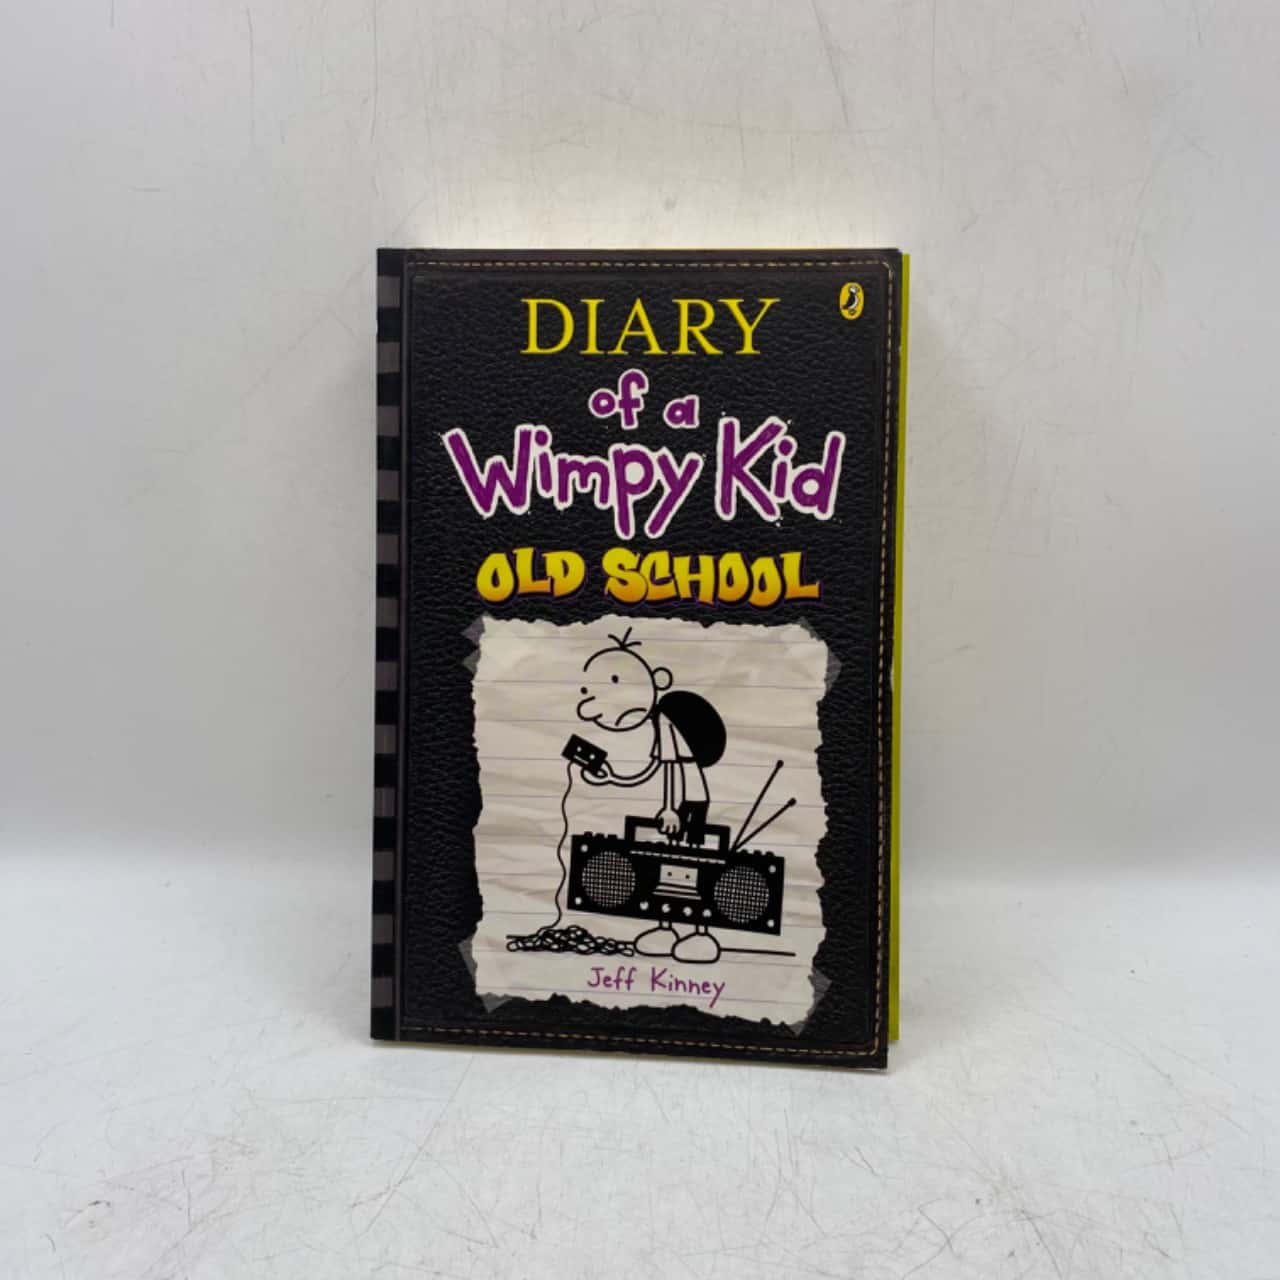 DIARY
of a
Wimpy Kid
OLD SCHOOL
Jeff Kinney